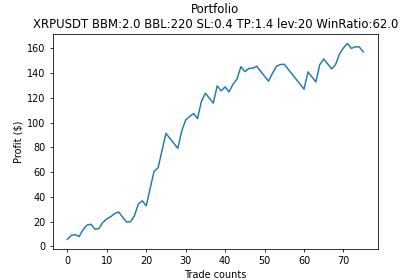 Portfolio
XRPUSDT BBM:2.0 BBL:220 SL:0.4 TP:1.4 lev:20 WinRatio:62.0
160
140
120
100
80
60
40
20
0
Profit ($)
0 10 20 30 40 50 60 70
Trade counts